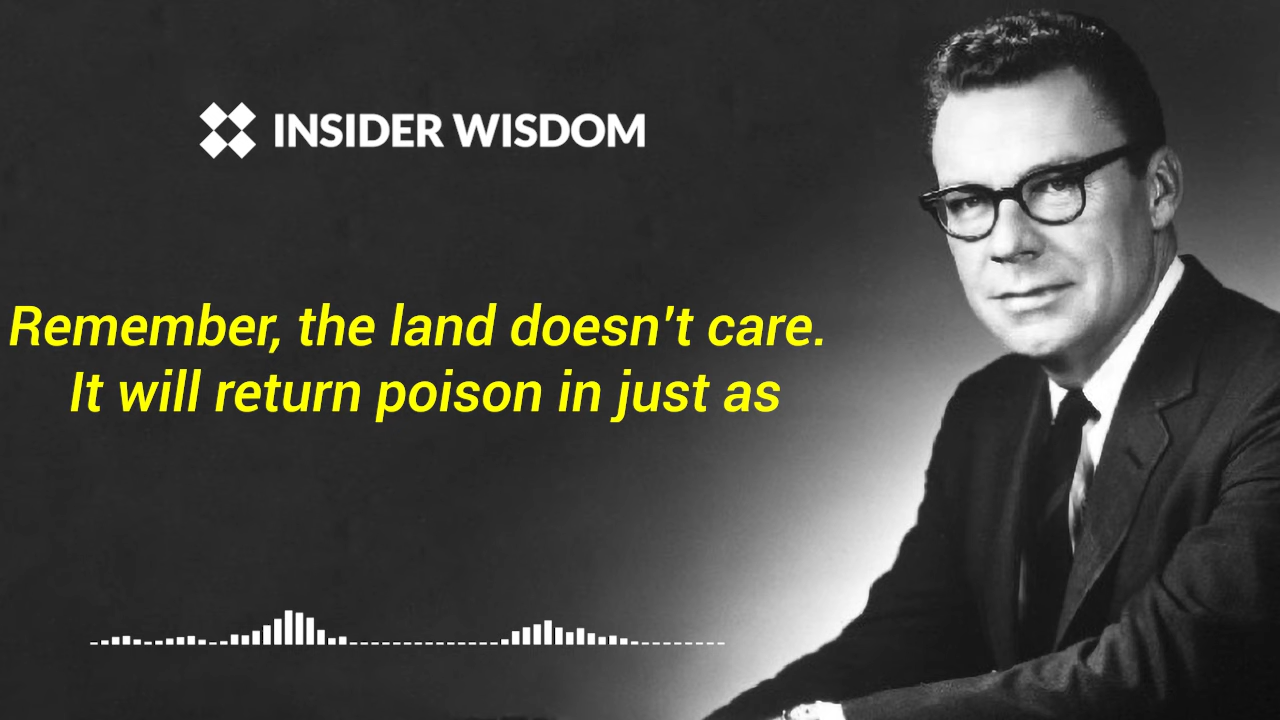 INSIDER WISDOM
Remember, the land doesn't care.
It will return poison in just as